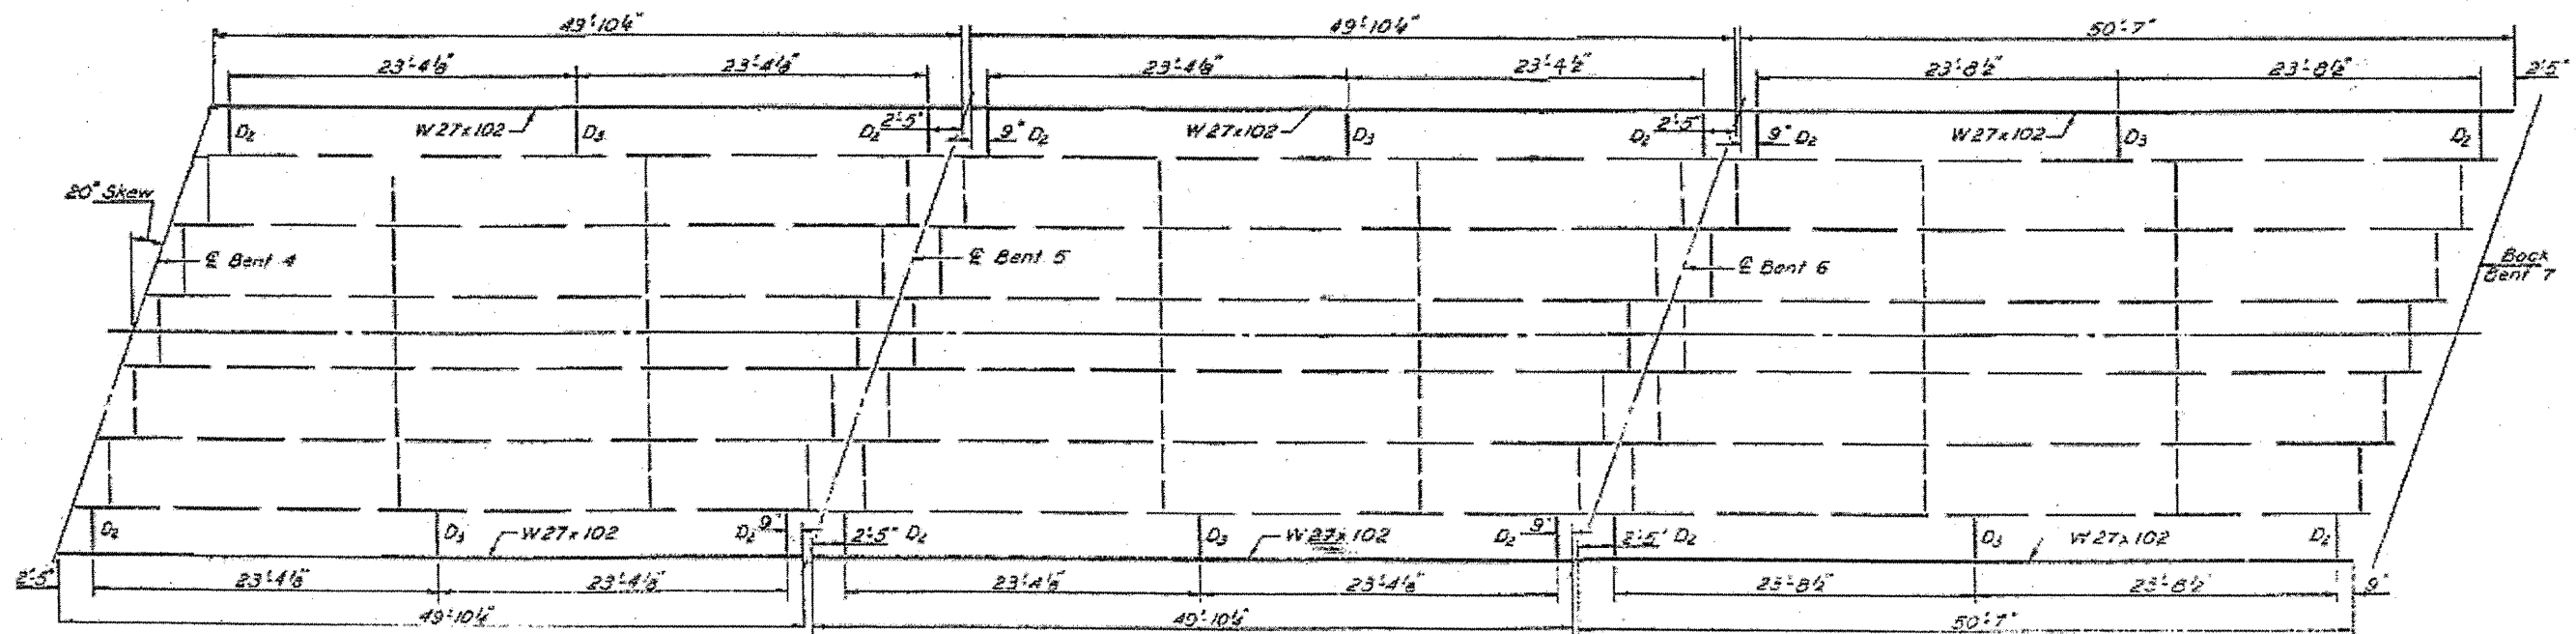 49'-10¼" 49'-10¼" 50'-7"
23'-4⅛" 23'-4⅛" 23'-4⅛" 23'-4½" 23'-8½" 23'-8½" 2'-5"
D2 W27x102 D3 D2 2'-5" 9" D2 W27x102 D3 D2 2'-5" 9" D2 W27x102 D3 D2
20° Skew
℄ Bent 4 ℄ Bent 5 ℄ Bent 6 Back Bent 7
D2 D3 W27x102 D2 9" 2'-5" D2 D3 W27x102 D2 9" 2'-5" D2 D3 W27x102 D2
2'-5" 23'-4⅛" 23'-4⅛" 23'-4⅛" 23'-4⅛" 23'-8½" 23'-8½" 9"
49'-10¼" 49'-10¼" 50'-7"